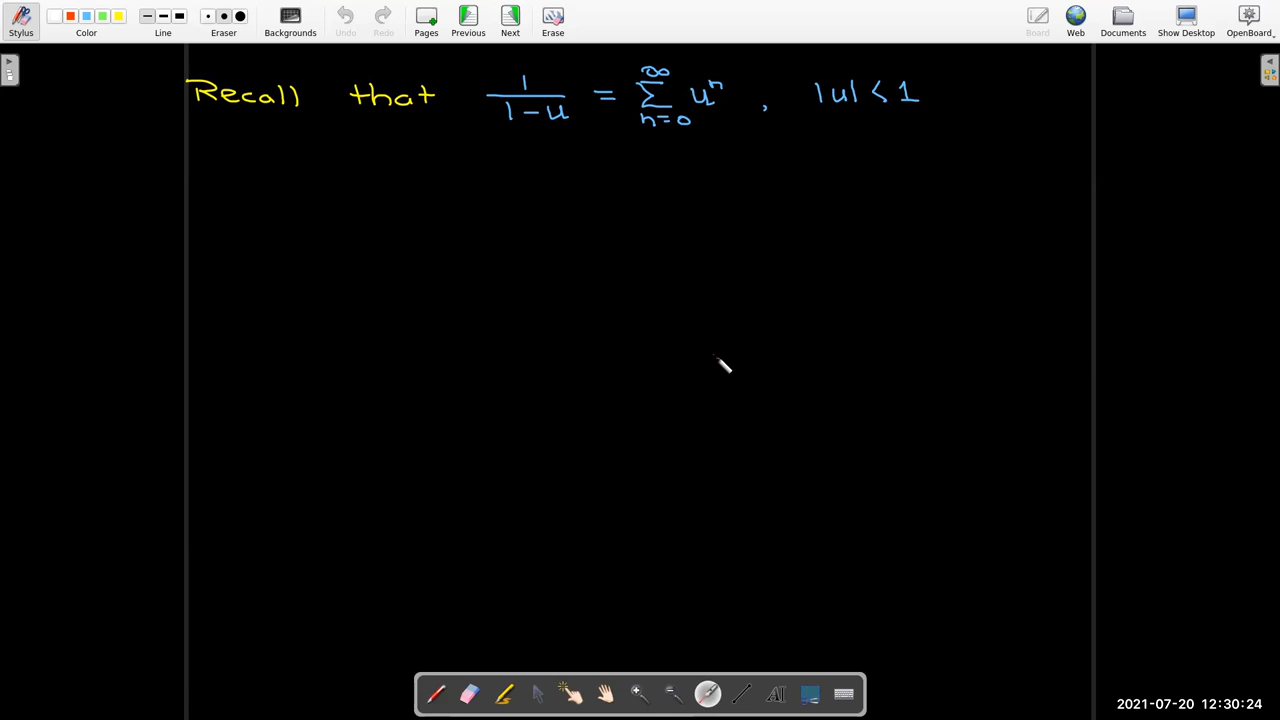 Stylus Color Line Eraser Backgrounds Undo Redo Pages Previous Next Erase Board Web Documents Show Desktop OpenBoard
Recall that 1/(1-u) = ∑_{n=0}^{∞} u^n , |u| < 1
AI
2021-07-20 12:30:24